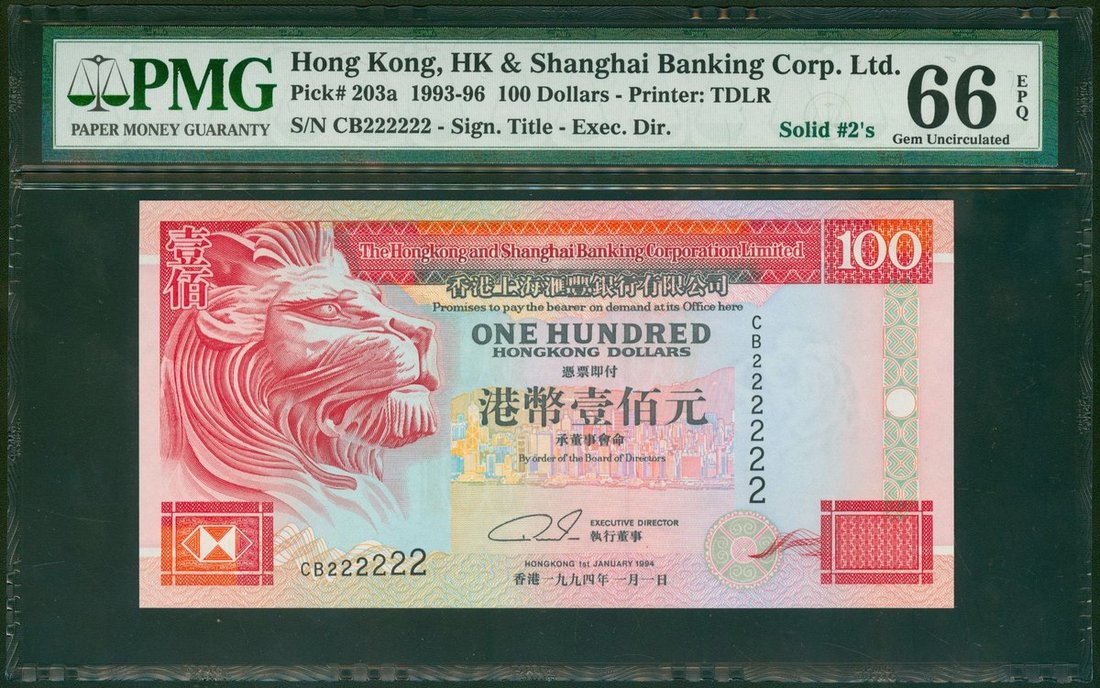 PMG
PAPER MONEY GUARANTY
Hong Kong, HK & Shanghai Banking Corp. Ltd.
Pick# 203a 1993-96 100 Dollars - Printer: TDLR
S/N CB222222 - Sign. Title - Exec. Dir.
Solid #2's
66
EPQ
Gem Uncirculated
壹佰
The Hongkong and Shanghai Banking Corporation Limited
100
香港上海滙豐銀行有限公司
Promises to pay the bearer on demand at its Office here
ONE HUNDRED
HONGKONG DOLLARS
憑票即付
港幣壹佰元
承董事會命
By order of the Board of Directors
CB222222
EXECUTIVE DIRECTOR
執行董事
CB222222
HONGKONG 1st JANUARY 1994
香港一九九四年一月一日